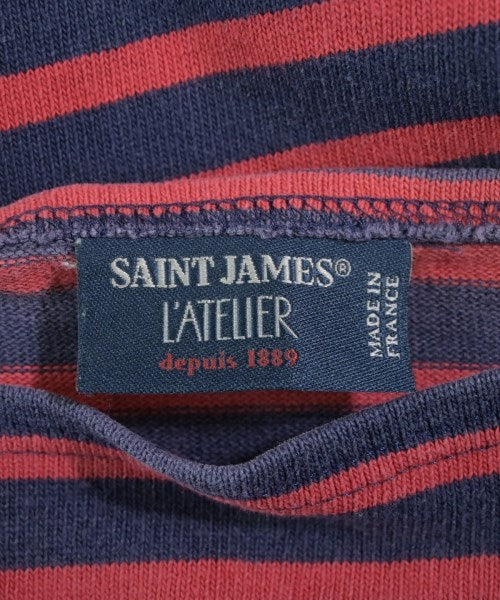 SAINT JAMES®
L'ATELIER
depuis 1889
MADE IN
FRANCE